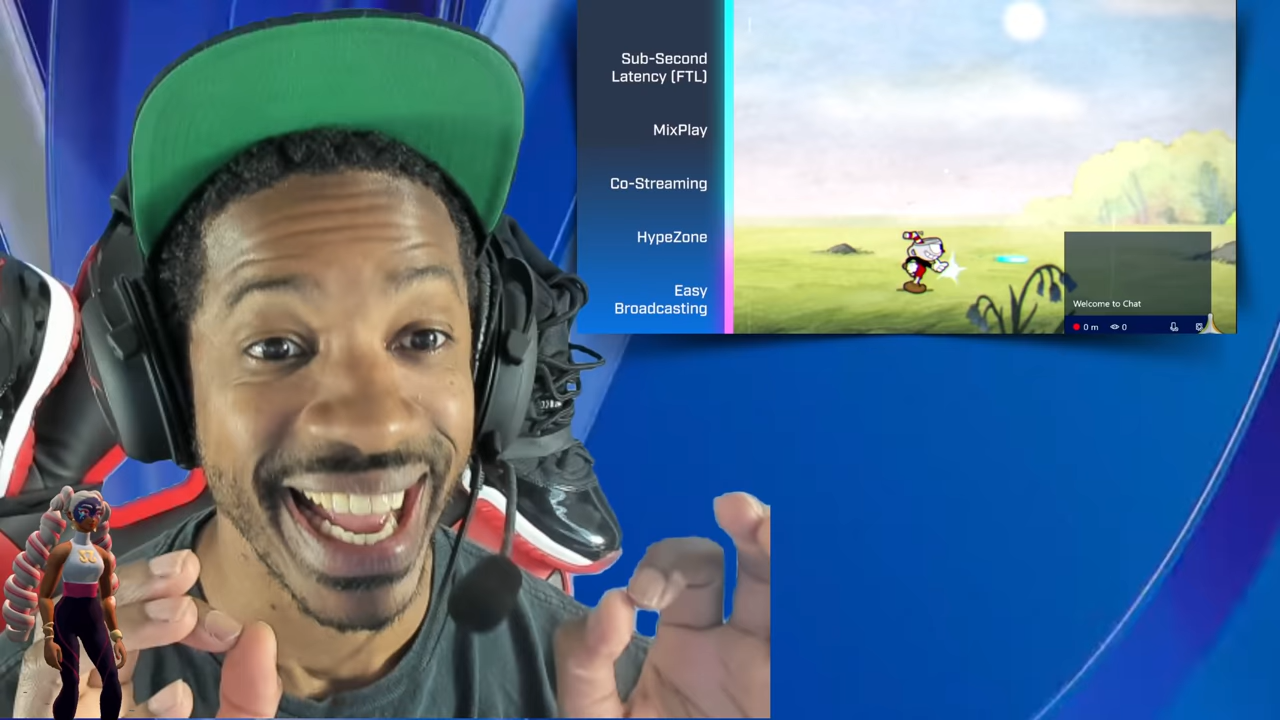 Sub-Second
Latency (FTL)
MixPlay
Co-Streaming
HypeZone
Easy
Broadcasting
Welcome to Chat
0 m
0